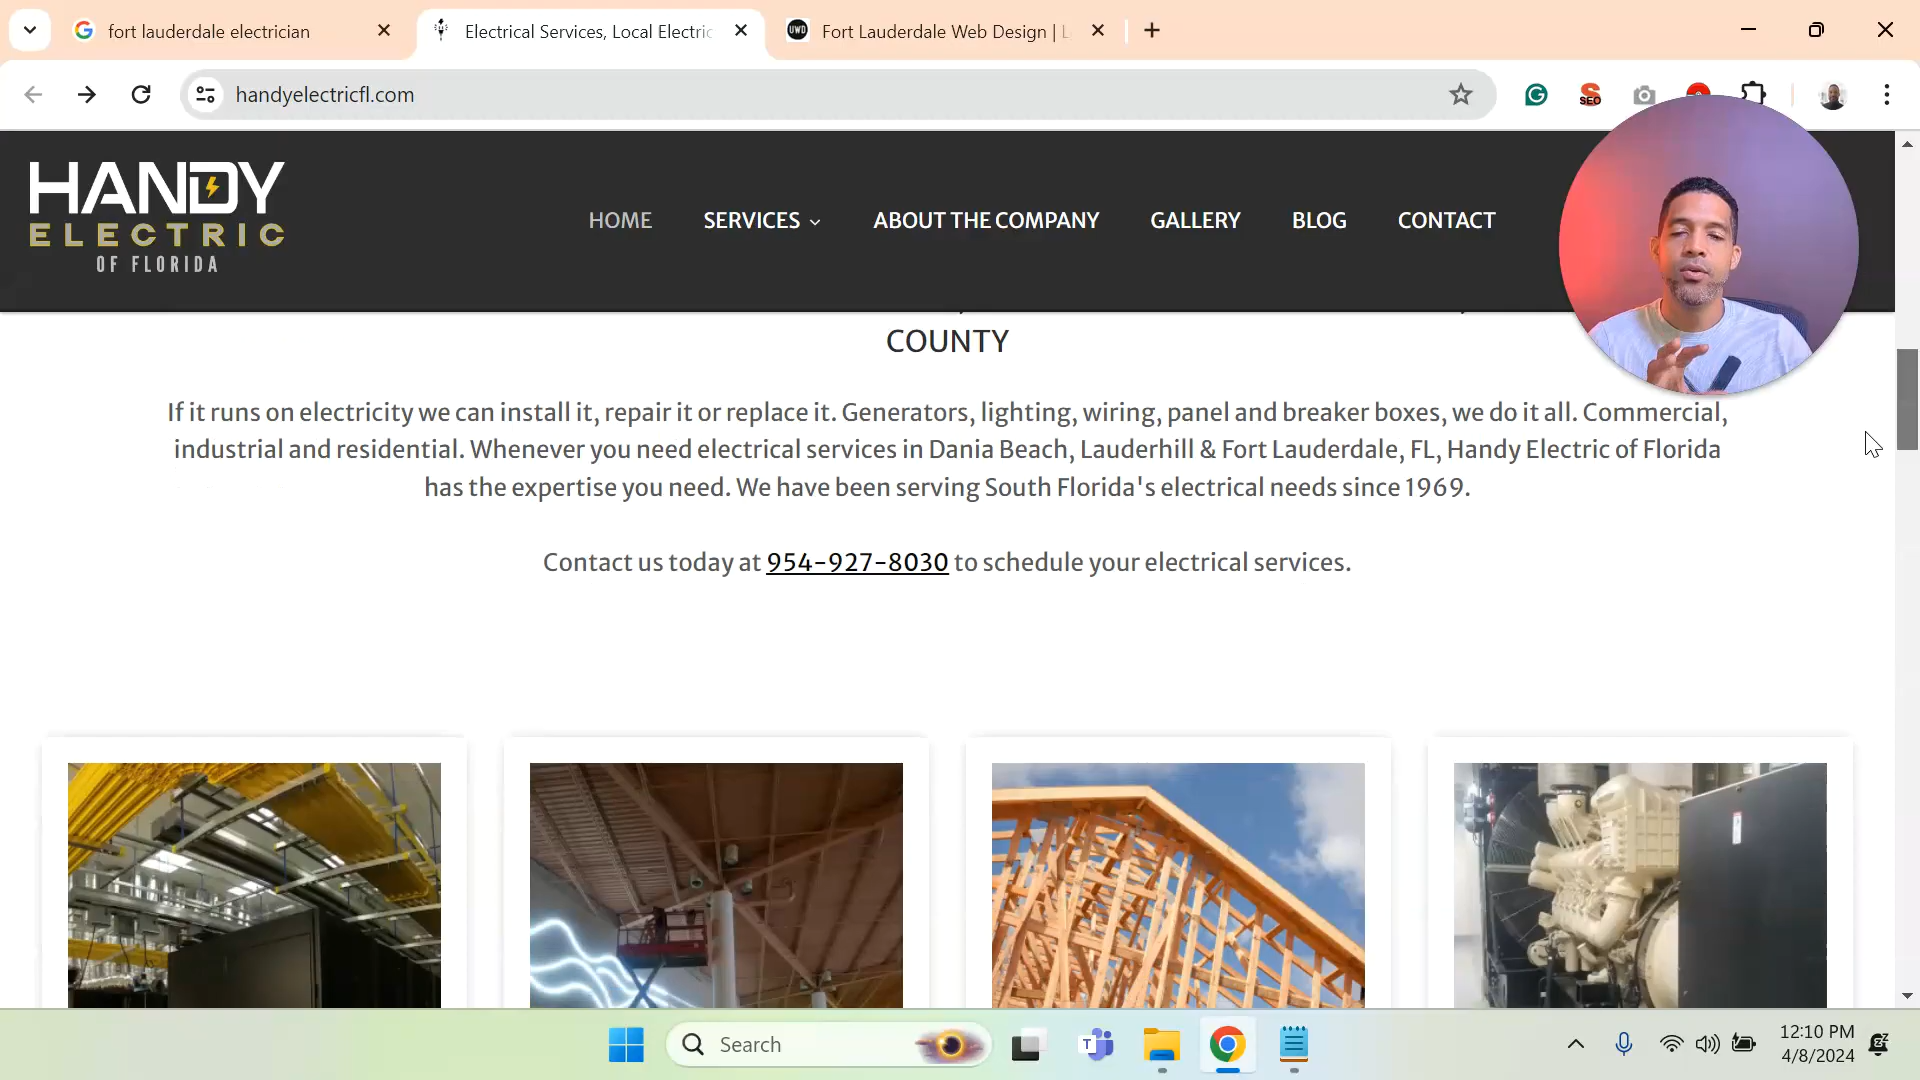 fort lauderdale electrician
Electrical Services, Local Electric
UWD
Fort Lauderdale Web Design |
handyelectricfl.com
SEO
HANDY
ELECTRIC
OF FLORIDA
HOME
SERVICES
ABOUT THE COMPANY
GALLERY
BLOG
CONTACT
COUNTY
If it runs on electricity we can install it, repair it or replace it. Generators, lighting, wiring, panel and breaker boxes, we do it all. Commercial,
industrial and residential. Whenever you need electrical services in Dania Beach, Lauderhill & Fort Lauderdale, FL, Handy Electric of Florida
has the expertise you need. We have been serving South Florida's electrical needs since 1969.
Contact us today at 954-927-8030 to schedule your electrical services.
Search
12:10 PM
4/8/2024